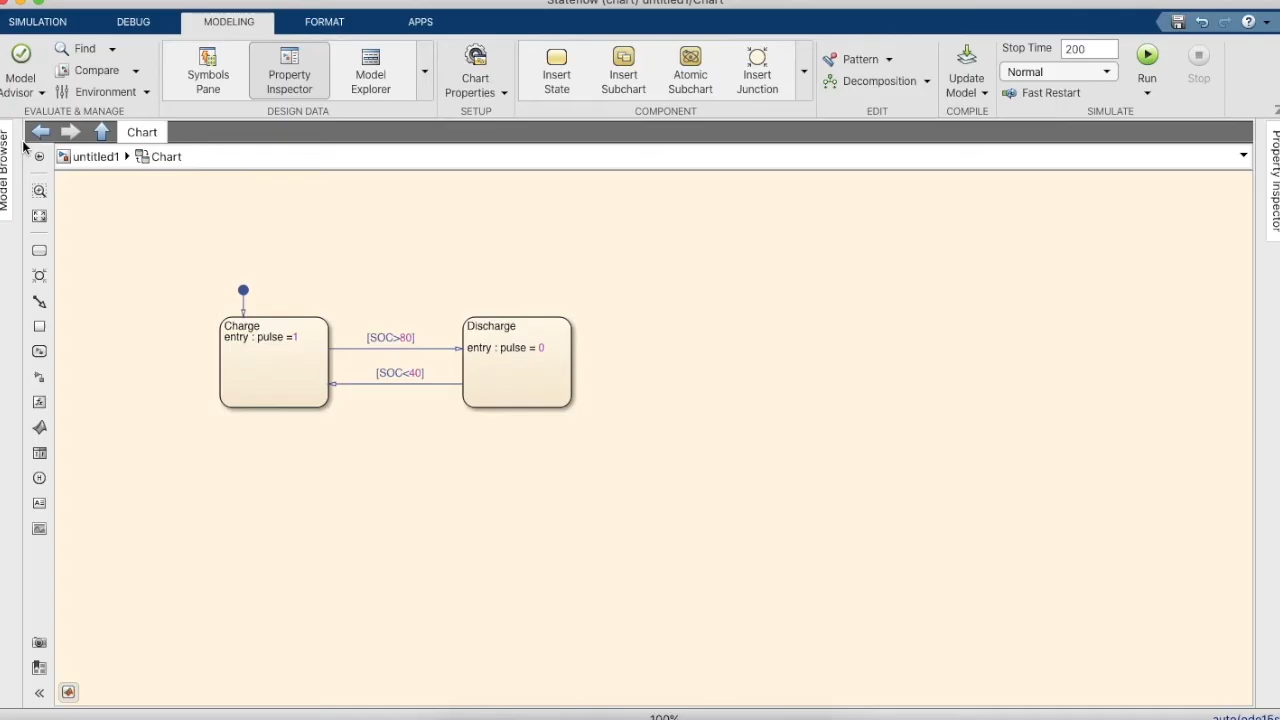 Stateflow (chart) untitled1/Chart
SIMULATION DEBUG MODELING FORMAT APPS
Model Advisor
Find
Compare
Environment
Symbols Pane
Property Inspector
Model Explorer
Chart Properties
Insert State
Insert Subchart
Atomic Subchart
Insert Junction
Pattern
Decomposition
Update Model
Stop Time 200
Normal
Fast Restart
Run
Stop
EVALUATE & MANAGE DESIGN DATA SETUP COMPONENT EDIT COMPILE SIMULATE
Chart
untitled1 Chart
Model Browser
Property Inspector
Charge
entry : pulse =1
[SOC>80]
[SOC<40]
Discharge
entry : pulse = 0
100%